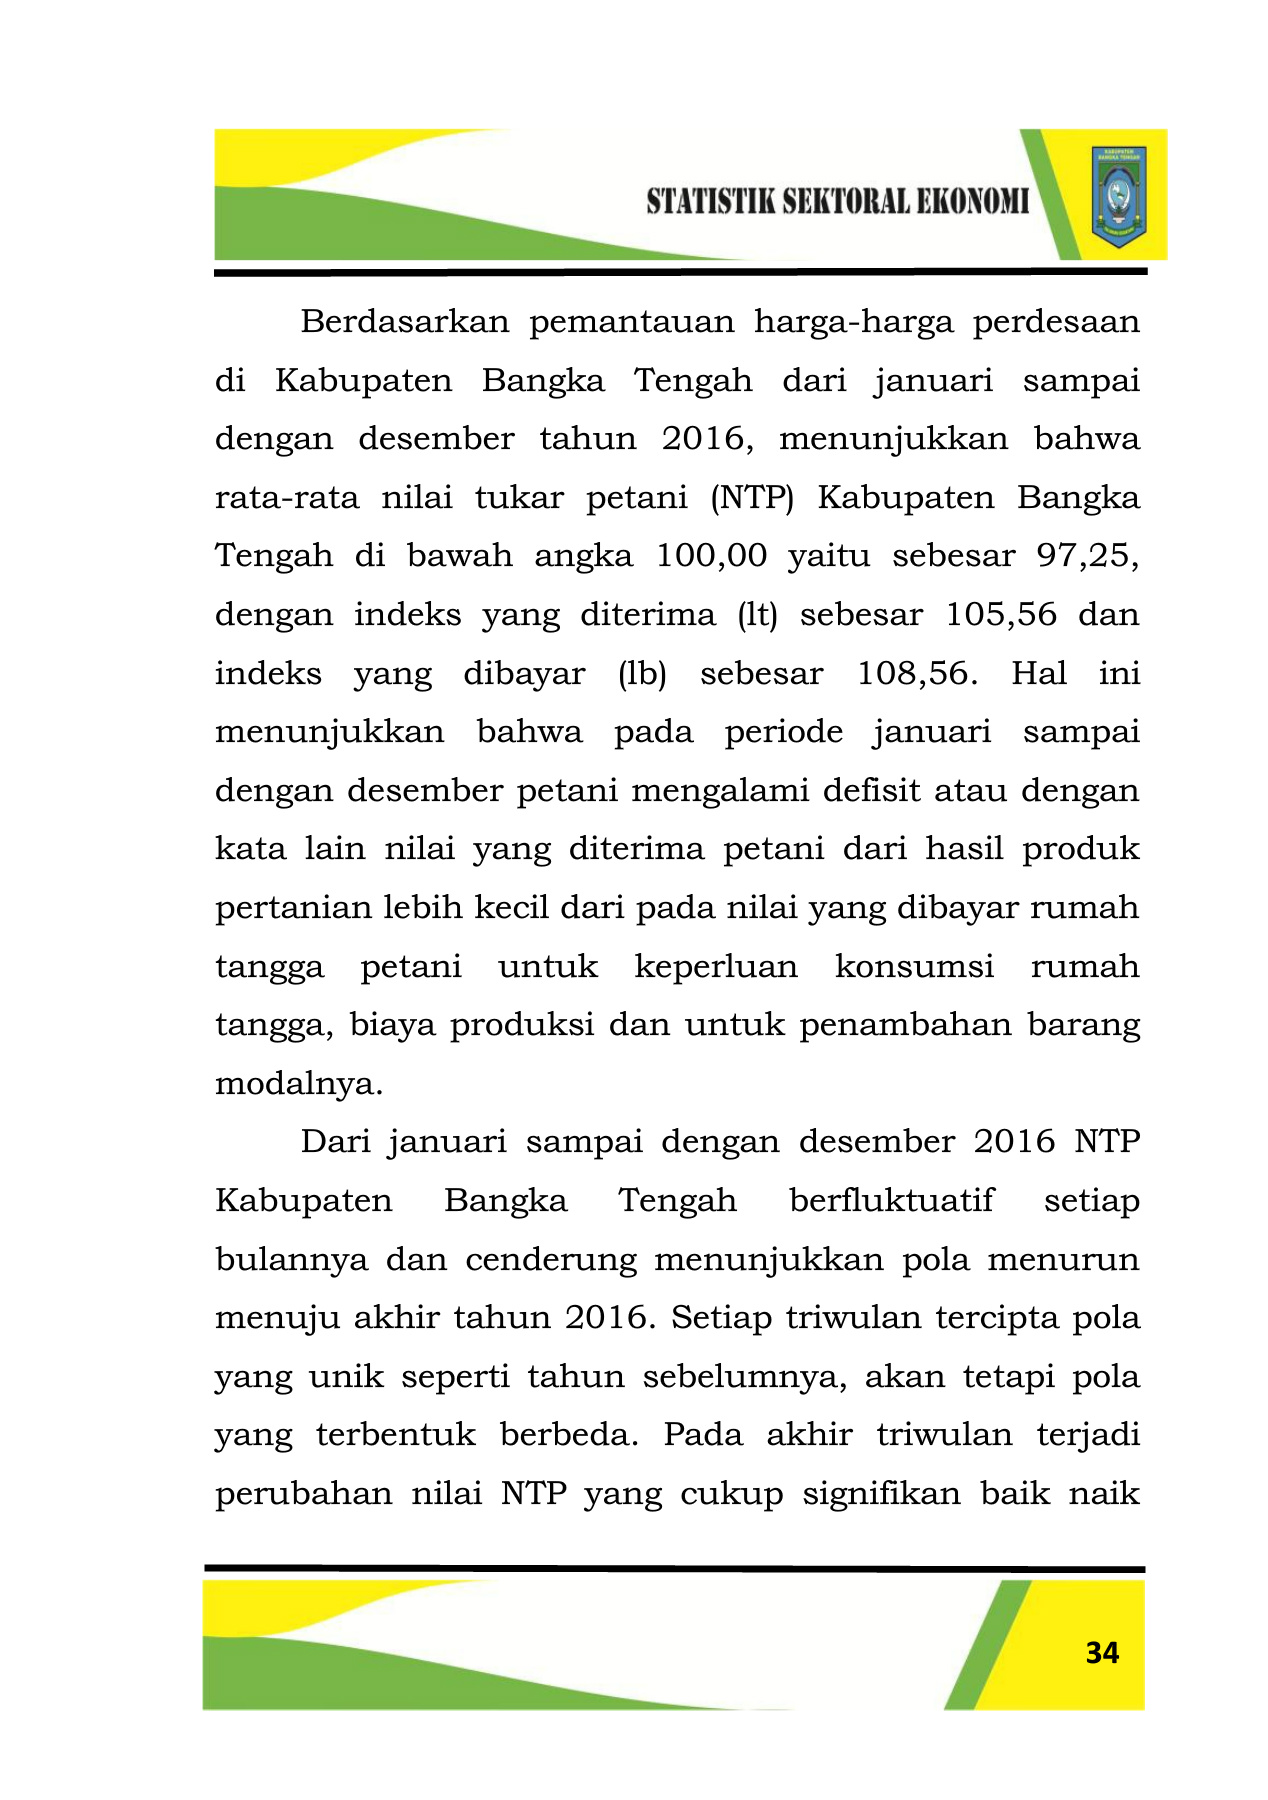 STATISTIK SEKTORAL EKONOMI
KABUPATEN
BANGKA TENGAH
Berdasarkan pemantauan harga-harga perdesaan
di Kabupaten Bangka Tengah dari januari sampai
dengan desember tahun 2016, menunjukkan bahwa
rata-rata nilai tukar petani (NTP) Kabupaten Bangka
Tengah di bawah angka 100,00 yaitu sebesar 97,25,
dengan indeks yang diterima (lt) sebesar 105,56 dan
indeks yang dibayar (lb) sebesar 108,56. Hal ini
menunjukkan bahwa pada periode januari sampai
dengan desember petani mengalami defisit atau dengan
kata lain nilai yang diterima petani dari hasil produk
pertanian lebih kecil dari pada nilai yang dibayar rumah
tangga petani untuk keperluan konsumsi rumah
tangga, biaya produksi dan untuk penambahan barang
modalnya.
Dari januari sampai dengan desember 2016 NTP
Kabupaten Bangka Tengah berfluktuatif setiap
bulannya dan cenderung menunjukkan pola menurun
menuju akhir tahun 2016. Setiap triwulan tercipta pola
yang unik seperti tahun sebelumnya, akan tetapi pola
yang terbentuk berbeda. Pada akhir triwulan terjadi
perubahan nilai NTP yang cukup signifikan baik naik
34